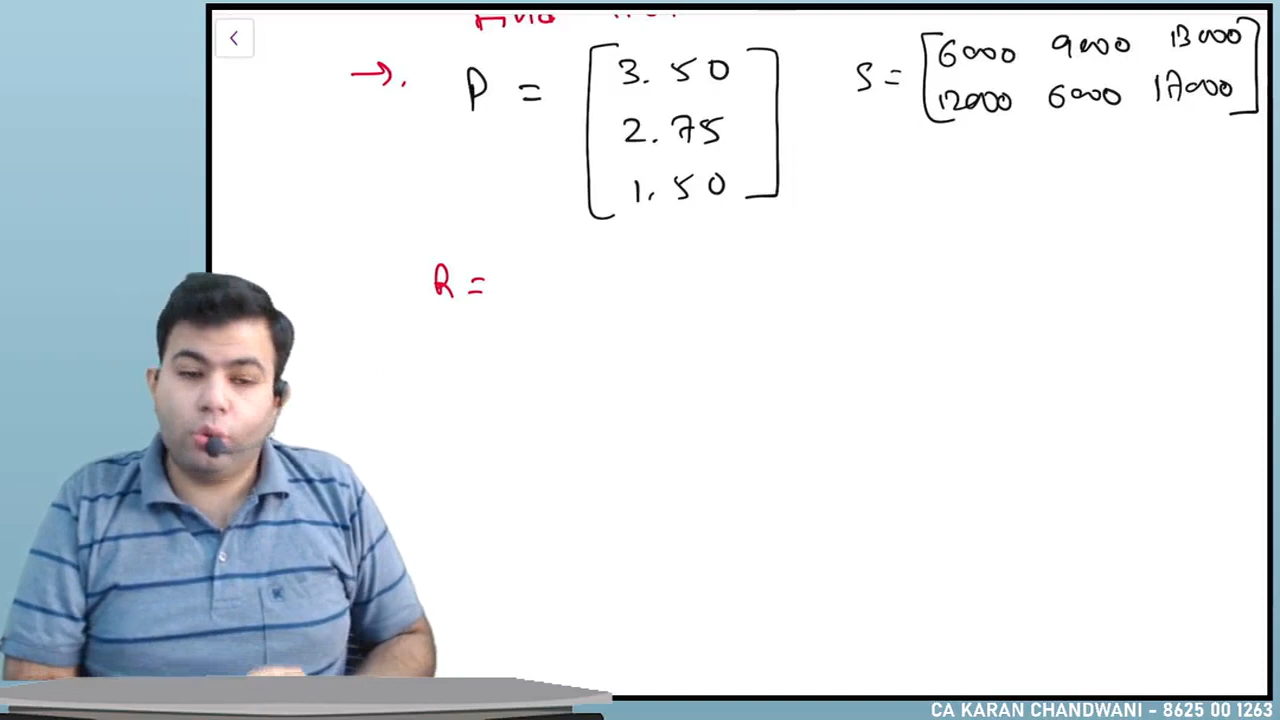 P = [3.50
2.75
1.50]
S = [6000 9000 13000
12000 6000 17000]
R =
CA KARAN CHANDWANI - 8625 00 1263